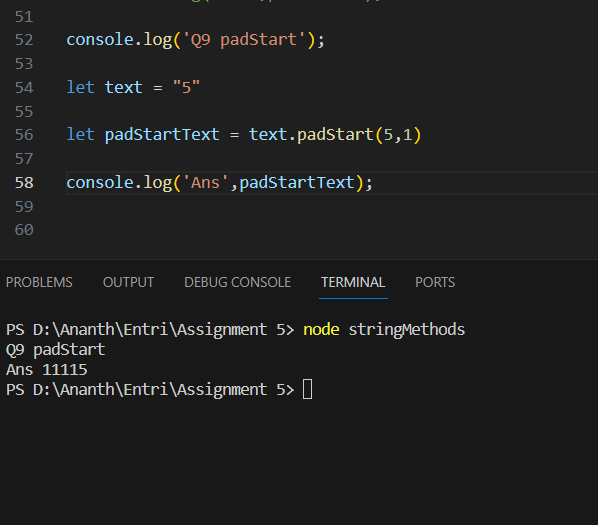 51
52 console.log('Q9 padStart');
53
54 let text = "5"
55
56 let padStartText = text.padStart(5,1)
57
58 console.log('Ans',padStartText);
59
60
PROBLEMS OUTPUT DEBUG CONSOLE TERMINAL PORTS
PS D:\Ananth\Entri\Assignment 5> node stringMethods
Q9 padStart
Ans 11115
PS D:\Ananth\Entri\Assignment 5>